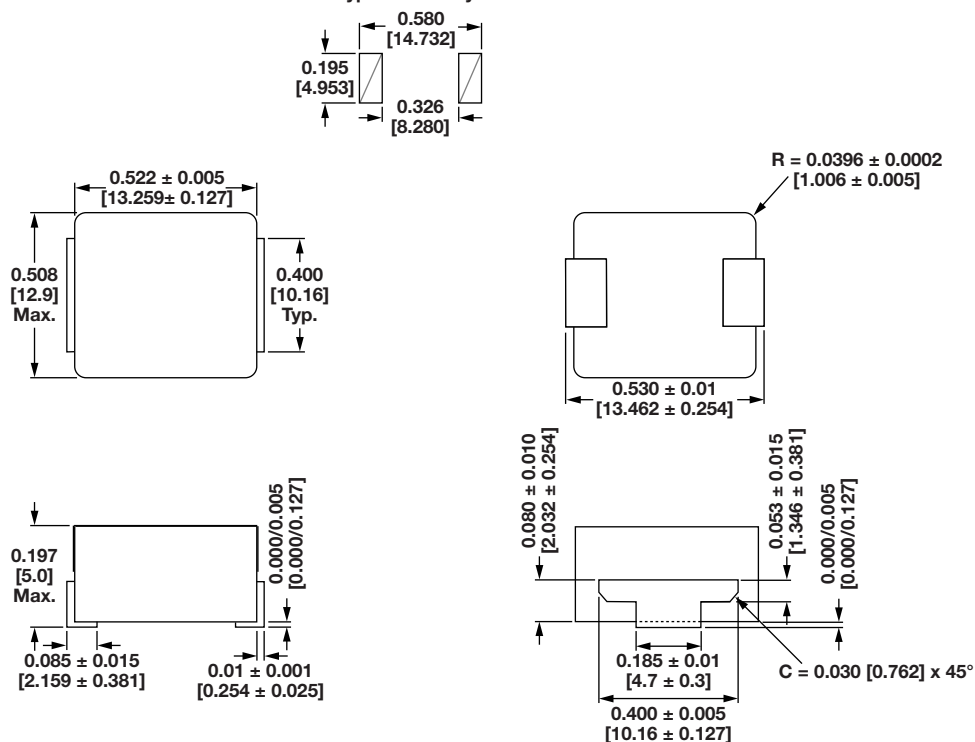 0.580
[14.732]
0.195
[4.953]
0.326
[8.280]
R = 0.0396 ± 0.0002
[1.006 ± 0.005]
0.522 ± 0.005
[13.259± 0.127]
0.508
[12.9]
Max.
0.400
[10.16]
Typ.
0.530 ± 0.01
[13.462 ± 0.254]
0.197
[5.0]
Max.
0.000/0.005
[0.000/0.127]
0.085 ± 0.015
[2.159 ± 0.381]
0.01 ± 0.001
[0.254 ± 0.025]
0.080 ± 0.010
[2.032 ± 0.254]
0.053 ± 0.015
[1.346 ± 0.381]
0.000/0.005
[0.000/0.127]
0.185 ± 0.01
[4.7 ± 0.3]
C = 0.030 [0.762] x 45°
0.400 ± 0.005
[10.16 ± 0.127]